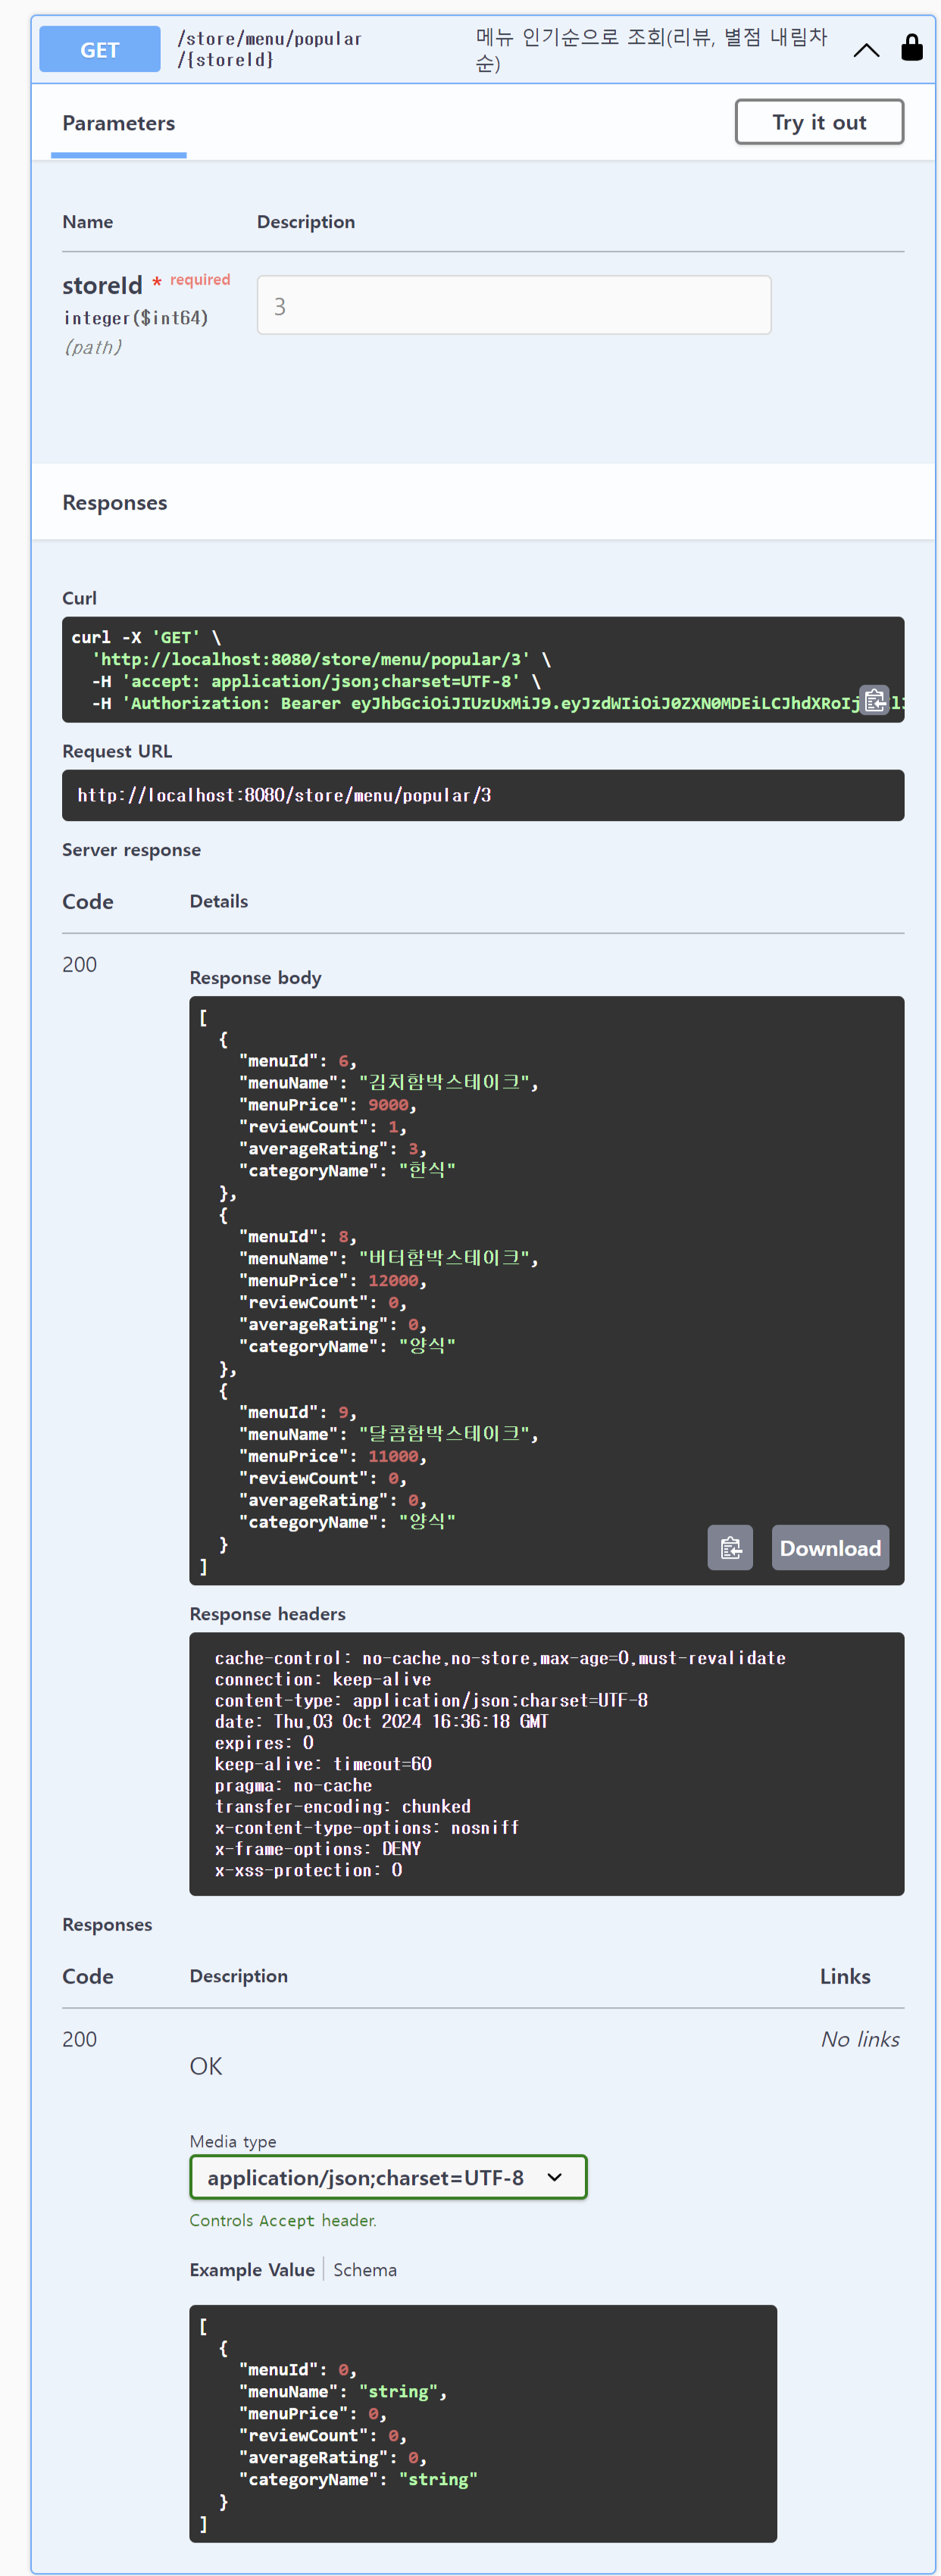 GET
/store/menu/popular
/{storeId}
메뉴 인기순으로 조회(리뷰, 별점 내림차
순)
Parameters
Try it out
Name Description
storeId * required
integer($int64)
(path)
3
Responses
Curl
curl -X 'GET' \
'http://localhost:8080/store/menu/popular/3' \
-H 'accept: application/json;charset=UTF-8' \
-H 'Authorization: Bearer eyJhbGciOiJIUzUxMiJ9.eyJzdWIiOiJ0ZXN0MDEiLCJhdXRoIj
Request URL
http://localhost:8080/store/menu/popular/3
Server response
Code Details
200
Response body
[
{
"menuId": 6,
"menuName": "김치함박스테이크",
"menuPrice": 9000,
"reviewCount": 1,
"averageRating": 3,
"categoryName": "한식"
},
{
"menuId": 8,
"menuName": "버터함박스테이크",
"menuPrice": 12000,
"reviewCount": 0,
"averageRating": 0,
"categoryName": "양식"
},
{
"menuId": 9,
"menuName": "달콤함박스테이크",
"menuPrice": 11000,
"reviewCount": 0,
"averageRating": 0,
"categoryName": "양식"
}
]
Download
Response headers
cache-control: no-cache,no-store,max-age=0,must-revalidate
connection: keep-alive
content-type: application/json;charset=UTF-8
date: Thu,03 Oct 2024 16:36:18 GMT
expires: 0
keep-alive: timeout=60
pragma: no-cache
transfer-encoding: chunked
x-content-type-options: nosniff
x-frame-options: DENY
x-xss-protection: 0
Responses
Code Description Links
200
No links
OK
Media type
application/json;charset=UTF-8
Controls Accept header.
Example Value Schema
[
{
"menuId": 0,
"menuName": "string",
"menuPrice": 0,
"reviewCount": 0,
"averageRating": 0,
"categoryName": "string"
}
]